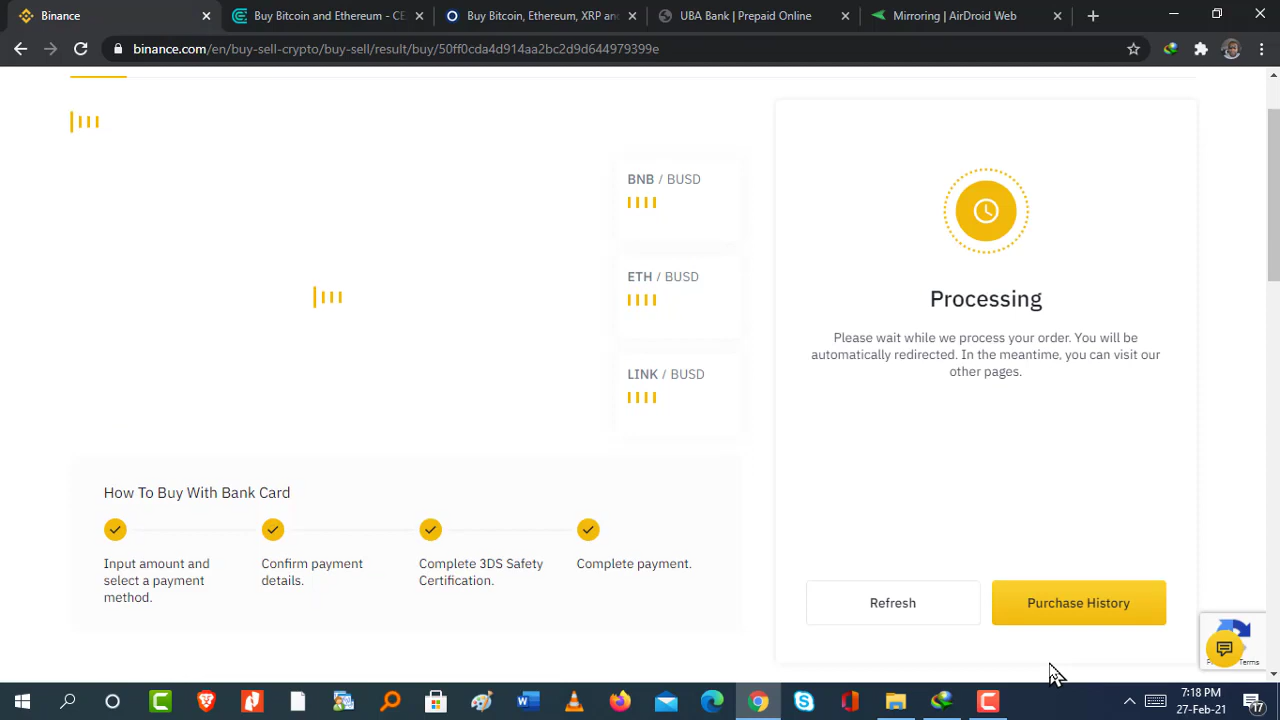 Binance
Buy Bitcoin and Ethereum - CE
Buy Bitcoin, Ethereum, XRP an
UBA Bank | Prepaid Online
Mirroring | AirDroid Web
binance.com/en/buy-sell-crypto/buy-sell/result/buy/50ff0cda4d914aa2bc2d9d644979399e
BNB / BUSD
ETH / BUSD
LINK / BUSD
Processing
Please wait while we process your order. You will be
automatically redirected. In the meantime, you can visit our
other pages.
How To Buy With Bank Card
Input amount and
select a payment
method.
Confirm payment
details.
Complete 3DS Safety
Certification.
Complete payment.
Refresh
Purchase History
Terms
7:18 PM
27-Feb-21
17